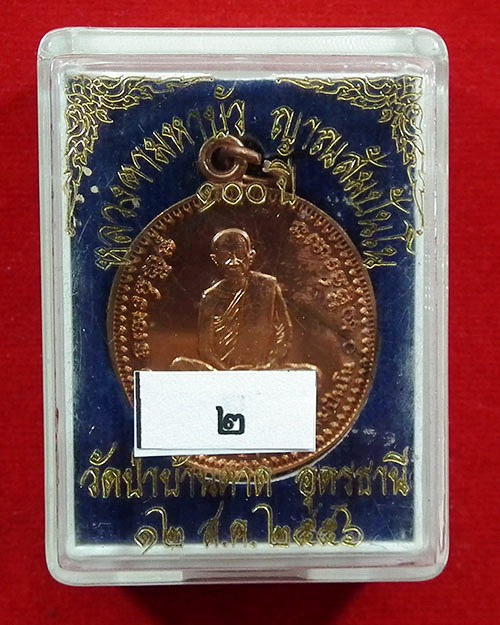 หลวงตามหาบัว ญาณสัมปันโน
๑๐๐ ปี
๒
วัดป่าบ้านตาด อุดรธานี
๑๒ ส.ค. ๒๕๕๖